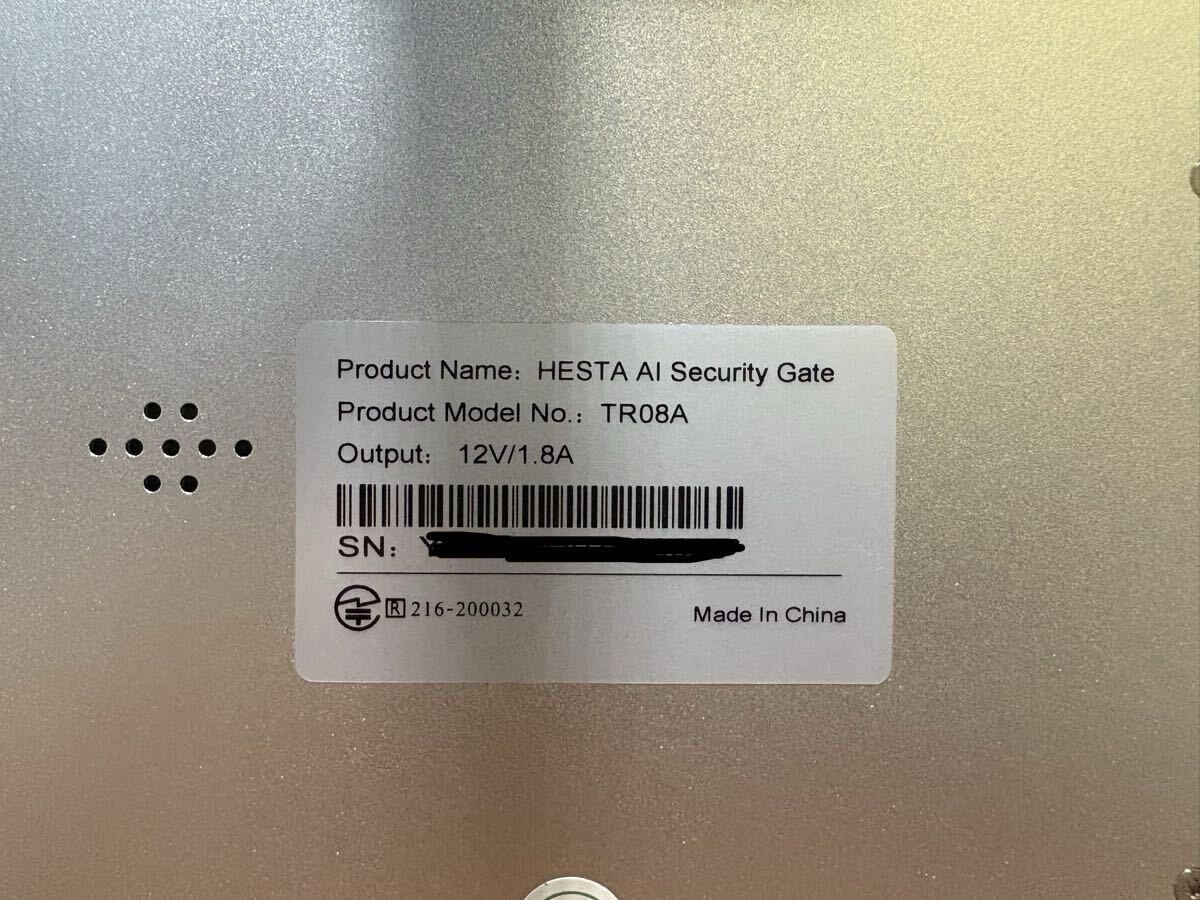 Product Name: HESTA AI Security Gate
Product Model No.: TR08A
Output: 12V/1.8A
SN:
R 216-200032
Made In China